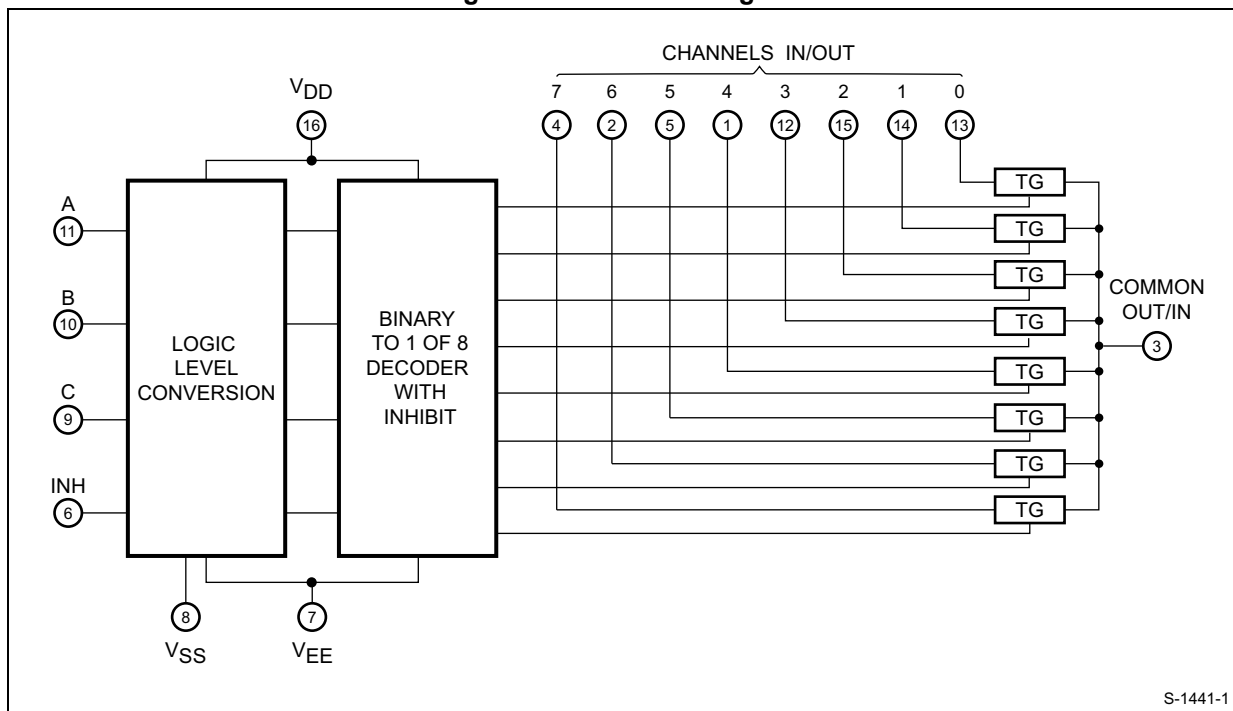 CHANNELS IN/OUT
7 6 5 4 3 2 1 0
4 2 5 1 12 15 14 13
VDD
16
A
11
B
10
C
9
INH
6
LOGIC
LEVEL
CONVERSION
BINARY
TO 1 OF 8
DECODER
WITH
INHIBIT
TG
TG
TG
TG
TG
TG
TG
TG
COMMON
OUT/IN
3
8
VSS
7
VEE
S-1441-1